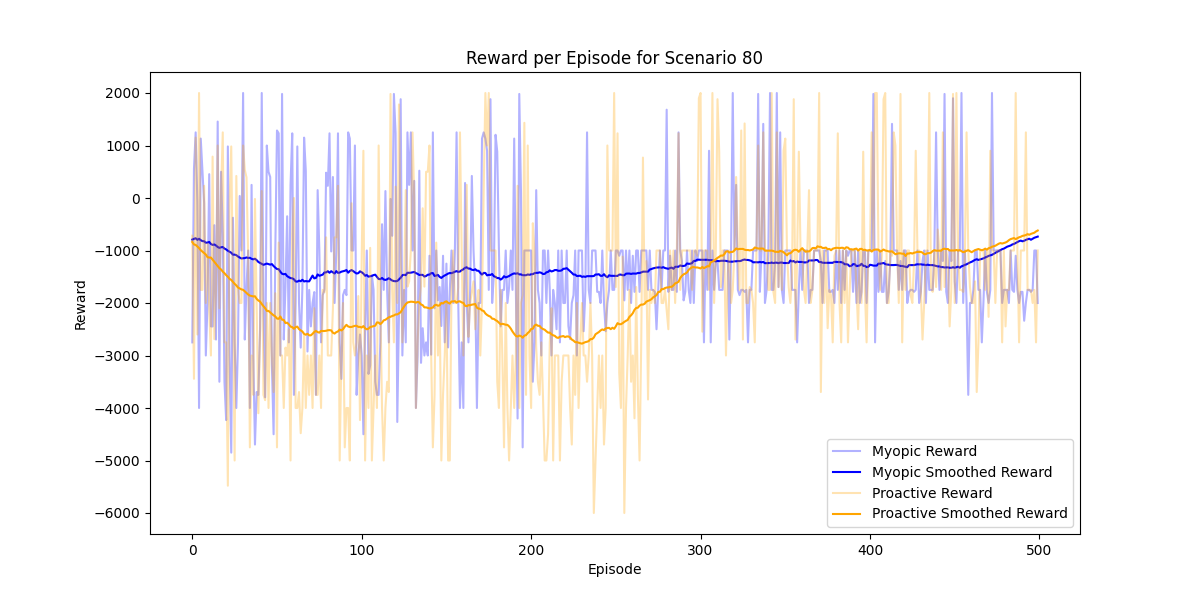 Reward per Episode for Scenario 80
2000
1000
0
−1000
−2000
−3000
−4000
−5000
−6000
Reward
0
100
200
300
400
500
Episode
Myopic Reward
Myopic Smoothed Reward
Proactive Reward
Proactive Smoothed Reward